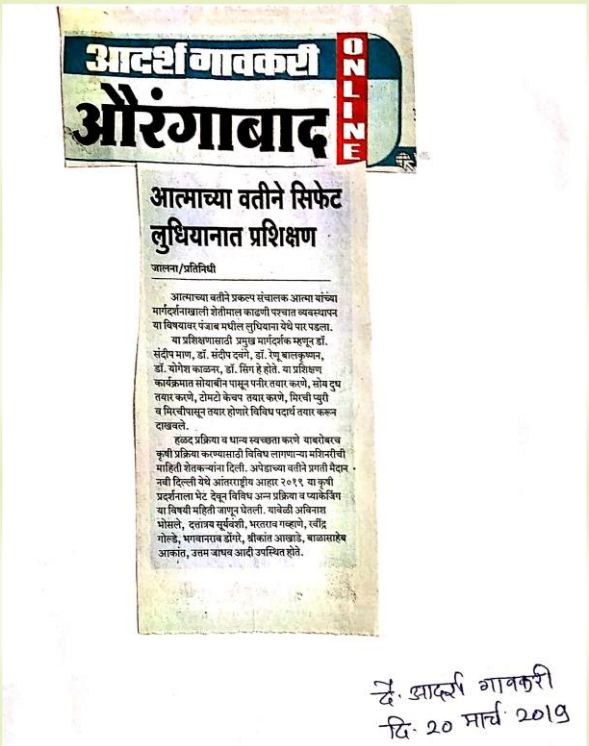 आदर्श गावकरी
ONLINE
औरंगाबाद
आत्माच्या वतीने सिफेट
लुधियानात प्रशिक्षण
जालना/प्रतिनिधी
आत्माच्या वतीने प्रकल्प संचालक आत्मा यांच्या
मार्गदर्शनाखाली शेतीमाल काढणी पश्चात व्यवस्थापन
या विषयावर पंजाब मधील लुधियाना येथे पार पडला.
या प्रशिक्षणासाठी प्रमुख मार्गदर्शक म्हणून डॉ.
संदीप माण, डॉ. संदीप दवंगे, डॉ. रेणू बालकृष्णन,
डॉ. योगेश काळनर, डॉ. सिंग हे होते. या प्रशिक्षण
कार्यक्रमात सोयाबीन पासून पनीर तयार करणे, सोय दुध
तयार करणे, टोमटो केचप तयार करणे, मिरची प्युरी
व मिरचीपासून तयार होणारे विविध पदार्थ तयार करून
दाखवले.
हळद प्रक्रिया व धान्य स्वच्छता करणे याबरोबरच
कृषी प्रक्रिया करण्यासाठी विविध लागणाऱ्या मशिनरीची
माहिती शेतकऱ्यांना दिली. अपेडाच्या वतीने प्रगती मैदान
नवी दिल्ली येथे आंतरराष्ट्रीय आहार २०१९ या कृषी
प्रदर्शनाला भेट देवून विविध अन्न प्रक्रिया व प्याकेजिंग
या विषयी महिती जाणून घेतली. यावेळी अविनाश
भोसले, दत्तात्रय सूर्यवंशी, भरतराव गव्हाणे, रवींद्र
गोल्डे, भगवानराव डोंगरे, श्रीकांत आखाडे, बाळासाहेब
आकांत, उत्तम जाधव आदी उपस्थित होते.
दै. आदर्श गावकरी
दि. 20 मार्च 2019